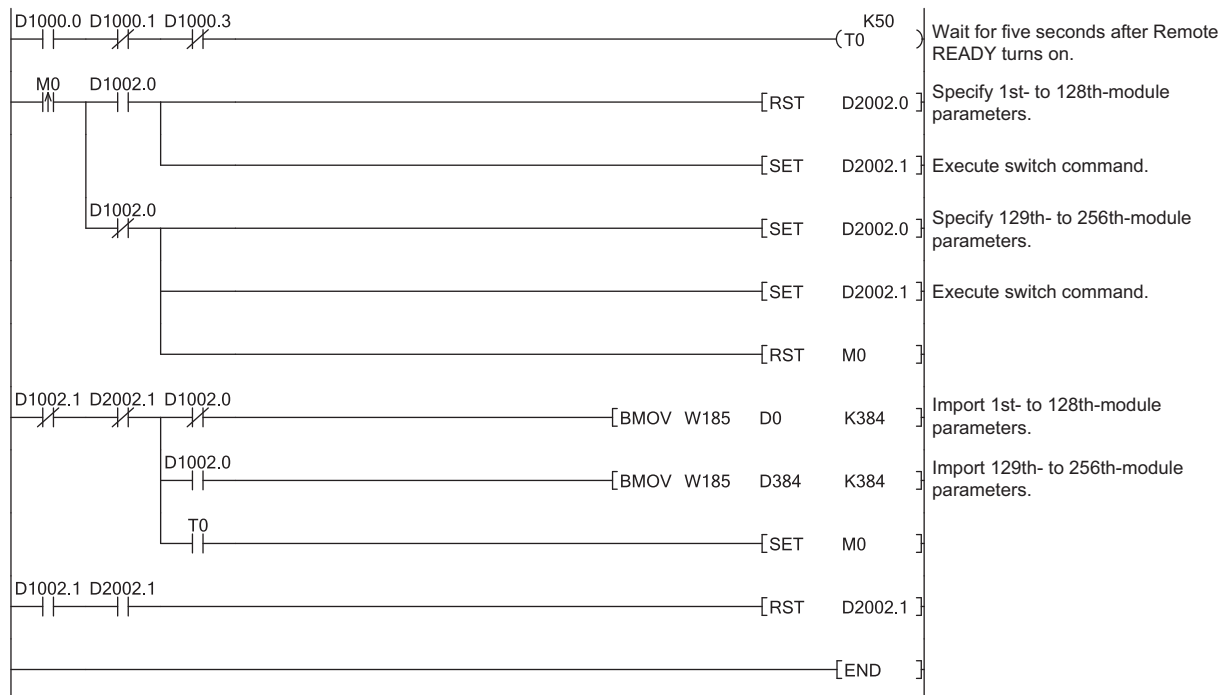 D1000.0 D1000.1 D1000.3 K50
(T0 ) Wait for five seconds after Remote
READY turns on.
M0 D1002.0
[RST D2002.0 ] Specify 1st- to 128th-module
parameters.
[SET D2002.1 ] Execute switch command.
D1002.0
[SET D2002.0 ] Specify 129th- to 256th-module
parameters.
[SET D2002.1 ] Execute switch command.
[RST M0 ]
D1002.1 D2002.1 D1002.0
[BMOV W185 D0 K384 ] Import 1st- to 128th-module
parameters.
D1002.0
[BMOV W185 D384 K384 ] Import 129th- to 256th-module
parameters.
T0
[SET M0 ]
D1002.1 D2002.1
[RST D2002.1 ]
[END ]